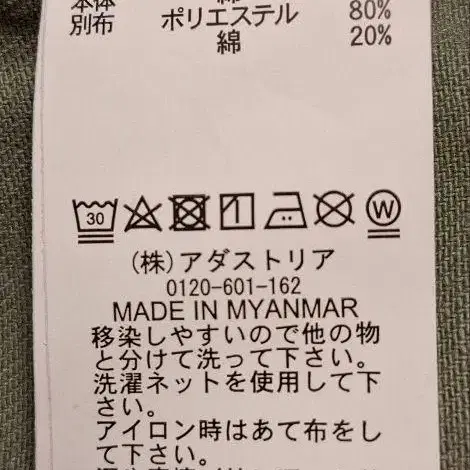 本体 綿
別布 ポリエステル 80%
綿 20%
30
W
(株)アダストリア
0120-601-162
MADE IN MYANMAR
移染しやすいので他の物
と分けて洗って下さい。
洗濯ネットを使用して下
さい。
アイロン時はあて布をし
て下さい。